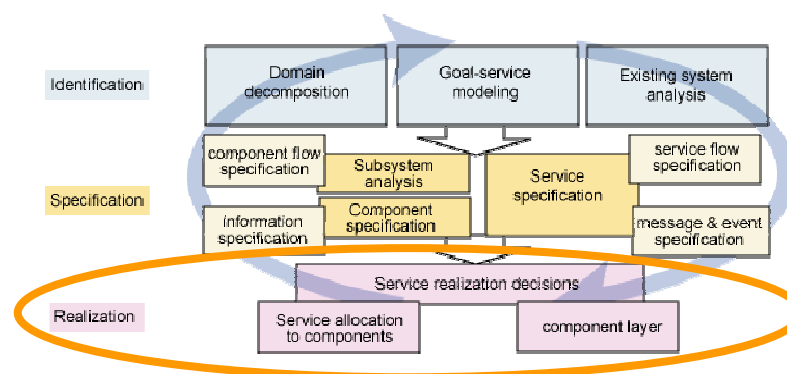 Identification
Domain
decomposition
Goal-service
modeling
Existing system
analysis
Specification
component flow
specification
Subsystem
analysis
Service
specification
service flow
specification
information
specification
Component
specification
message & event
specification
Realization
Service realization decisions
Service allocation
to components
component layer